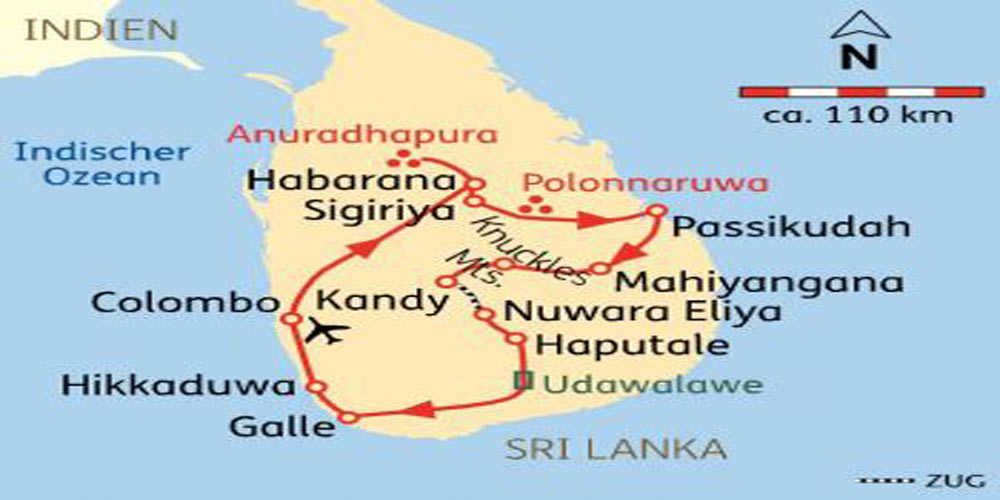 INDIEN
N
ca. 110 km
Indischer
Ozean
Anuradhapura
Habarana
Polonnaruwa
Sigiriya
Passikudah
Knuckles
Mts.
Mahiyangana
Colombo
Kandy
Nuwara Eliya
Haputale
Hikkaduwa
Udawalawe
Galle
SRI LANKA
ZUG